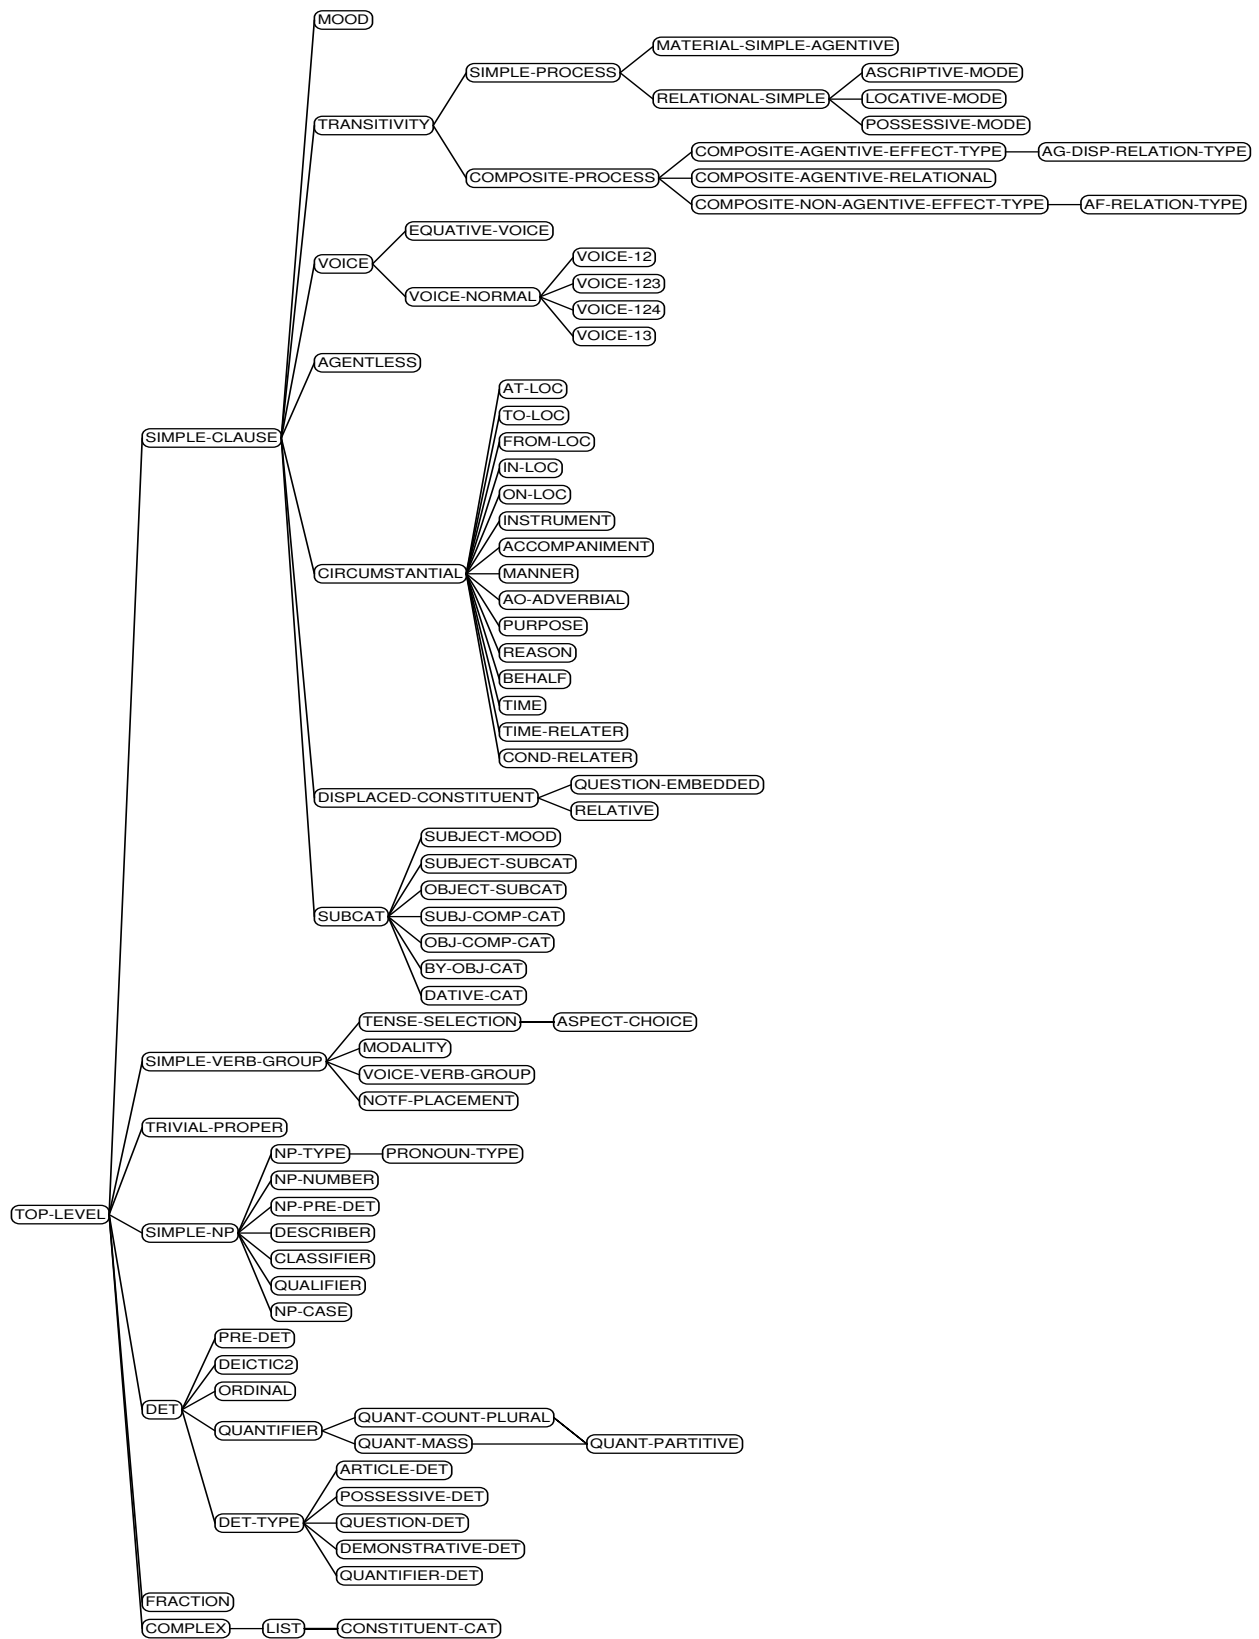 MOOD
MATERIAL-SIMPLE-AGENTIVE
SIMPLE-PROCESS
ASCRIPTIVE-MODE
RELATIONAL-SIMPLE
LOCATIVE-MODE
TRANSITIVITY
POSSESSIVE-MODE
COMPOSITE-AGENTIVE-EFFECT-TYPE
AG-DISP-RELATION-TYPE
COMPOSITE-PROCESS
COMPOSITE-AGENTIVE-RELATIONAL
COMPOSITE-NON-AGENTIVE-EFFECT-TYPE
AF-RELATION-TYPE
EQUATIVE-VOICE
VOICE
VOICE-12
VOICE-123
VOICE-NORMAL
VOICE-124
VOICE-13
AGENTLESS
AT-LOC
TO-LOC
SIMPLE-CLAUSE
FROM-LOC
IN-LOC
ON-LOC
INSTRUMENT
ACCOMPANIMENT
CIRCUMSTANTIAL
MANNER
AO-ADVERBIAL
PURPOSE
REASON
BEHALF
TIME
TIME-RELATER
COND-RELATER
QUESTION-EMBEDDED
DISPLACED-CONSTITUENT
RELATIVE
SUBJECT-MOOD
SUBJECT-SUBCAT
OBJECT-SUBCAT
SUBCAT
SUBJ-COMP-CAT
OBJ-COMP-CAT
BY-OBJ-CAT
DATIVE-CAT
TENSE-SELECTION
ASPECT-CHOICE
MODALITY
SIMPLE-VERB-GROUP
VOICE-VERB-GROUP
NOTF-PLACEMENT
TRIVIAL-PROPER
NP-TYPE
PRONOUN-TYPE
NP-NUMBER
NP-PRE-DET
TOP-LEVEL
SIMPLE-NP
DESCRIBER
CLASSIFIER
QUALIFIER
NP-CASE
PRE-DET
DEICTIC2
ORDINAL
DET
QUANTIFIER
QUANT-COUNT-PLURAL
QUANT-MASS
QUANT-PARTITIVE
ARTICLE-DET
POSSESSIVE-DET
DET-TYPE
QUESTION-DET
DEMONSTRATIVE-DET
QUANTIFIER-DET
FRACTION
COMPLEX
LIST
CONSTITUENT-CAT